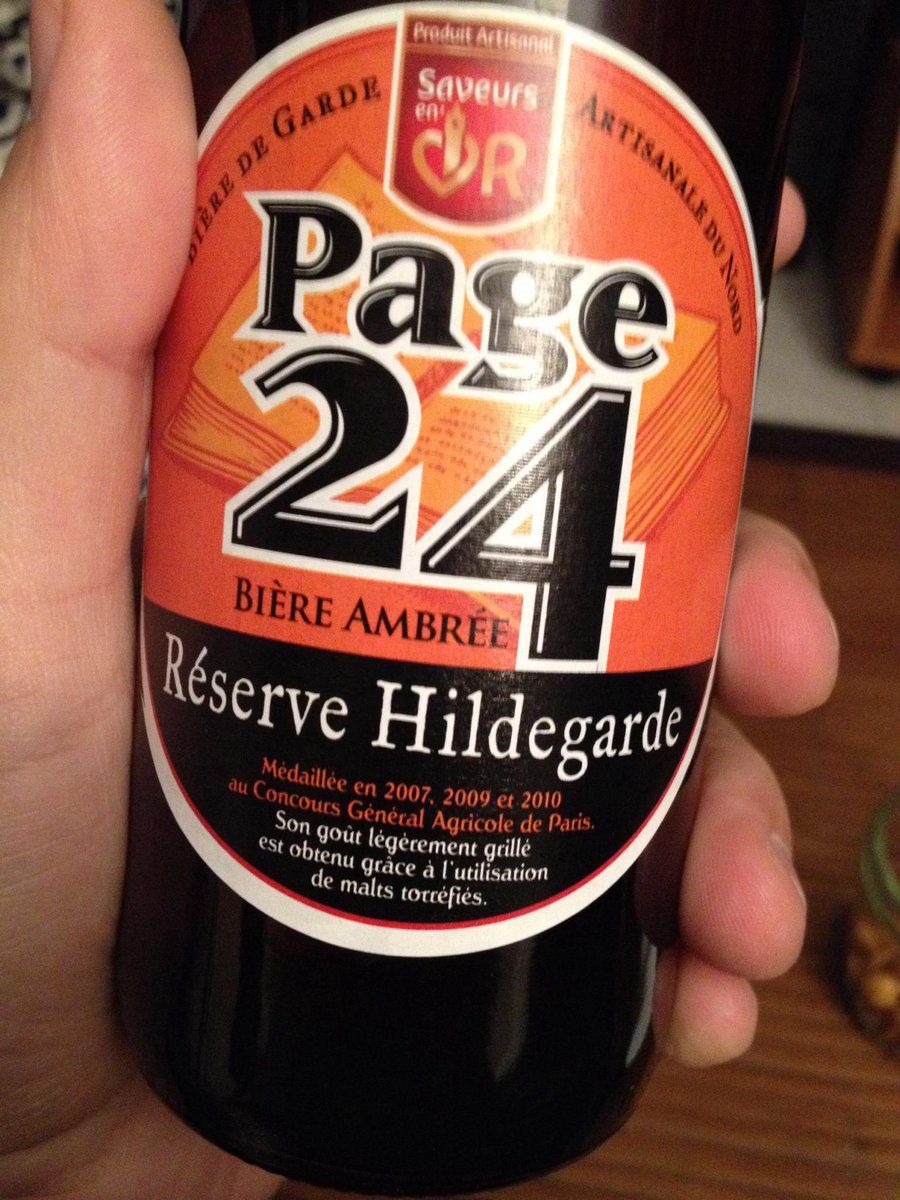 Produit Artisanal
Saveurs
en'
OR
BIÈRE DE GARDE
ARTISANALE DU NORD
Page
24
BIÈRE AMBRÉE
Réserve Hildegarde
Médaillée en 2007, 2009 et 2010
au Concours Général Agricole de Paris.
Son goût légèrement grillé
est obtenu grâce à l'utilisation
de malts torréfiés.